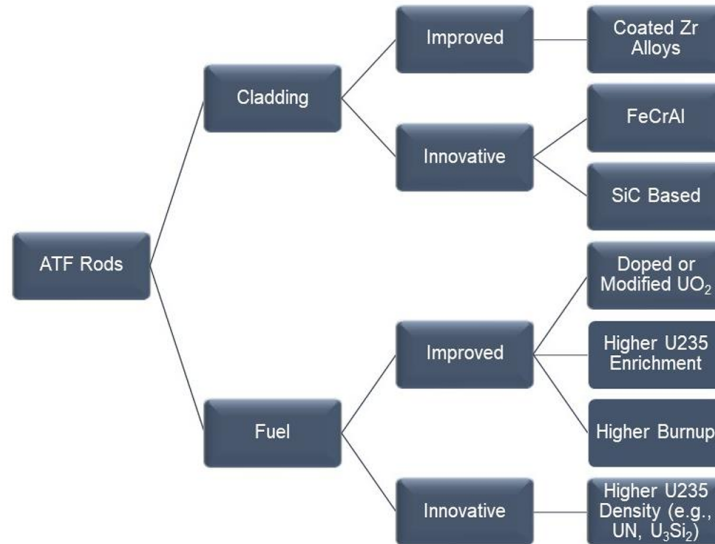 ATF Rods
Cladding
Improved
Coated Zr
Alloys
Innovative
FeCrAl
SiC Based
Fuel
Improved
Doped or
Modified UO₂
Higher U235
Enrichment
Higher Burnup
Innovative
Higher U235
Density (e.g.,
UN, U₃Si₂)